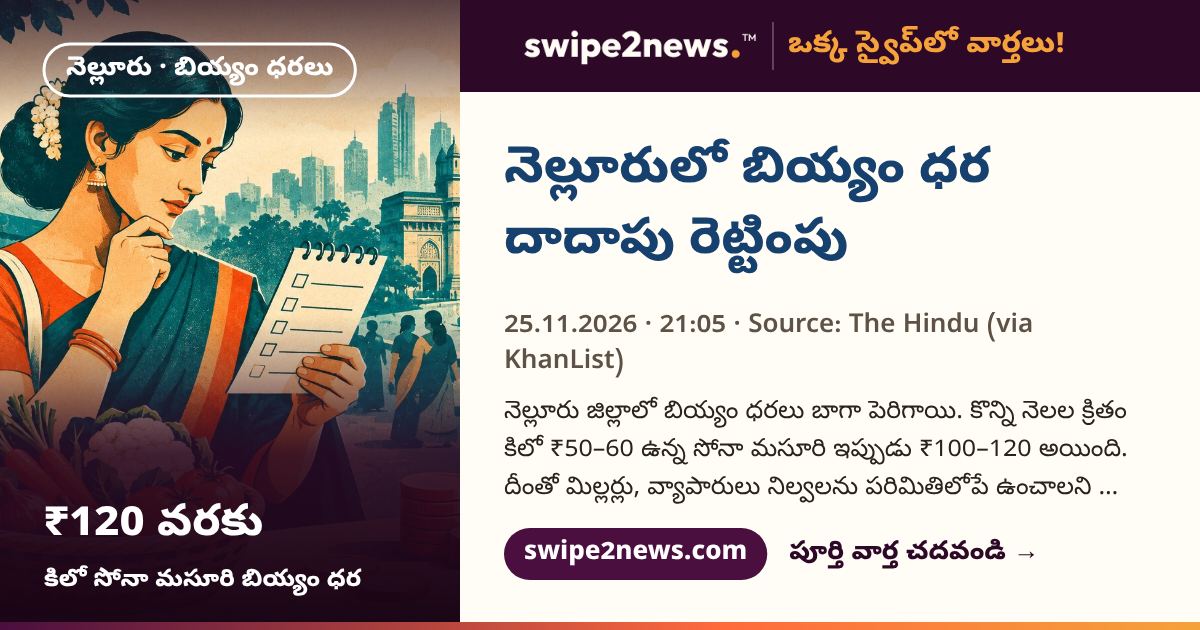 నెల్లూరు · బియ్యం ధరలు
₹120 వరకు
కిలో సోనా మసూరి బియ్యం ధర
swipe2news.™ ఒక్క స్వైప్‌లో వార్తలు!
నెల్లూరులో బియ్యం ధర
దాదాపు రెట్టింపు
25.11.2026 · 21:05 · Source: The Hindu (via
KhanList)
నెల్లూరు జిల్లాలో బియ్యం ధరలు బాగా పెరిగాయి. కొన్ని నెలల క్రితం
కిలో ₹50–60 ఉన్న సోనా మసూరి ఇప్పుడు ₹100–120 అయింది.
దీంతో మిల్లర్లు, వ్యాపారులు నిల్వలను పరిమితిలోపే ఉంచాలని ...
swipe2news.com పూర్తి వార్త చదవండి →